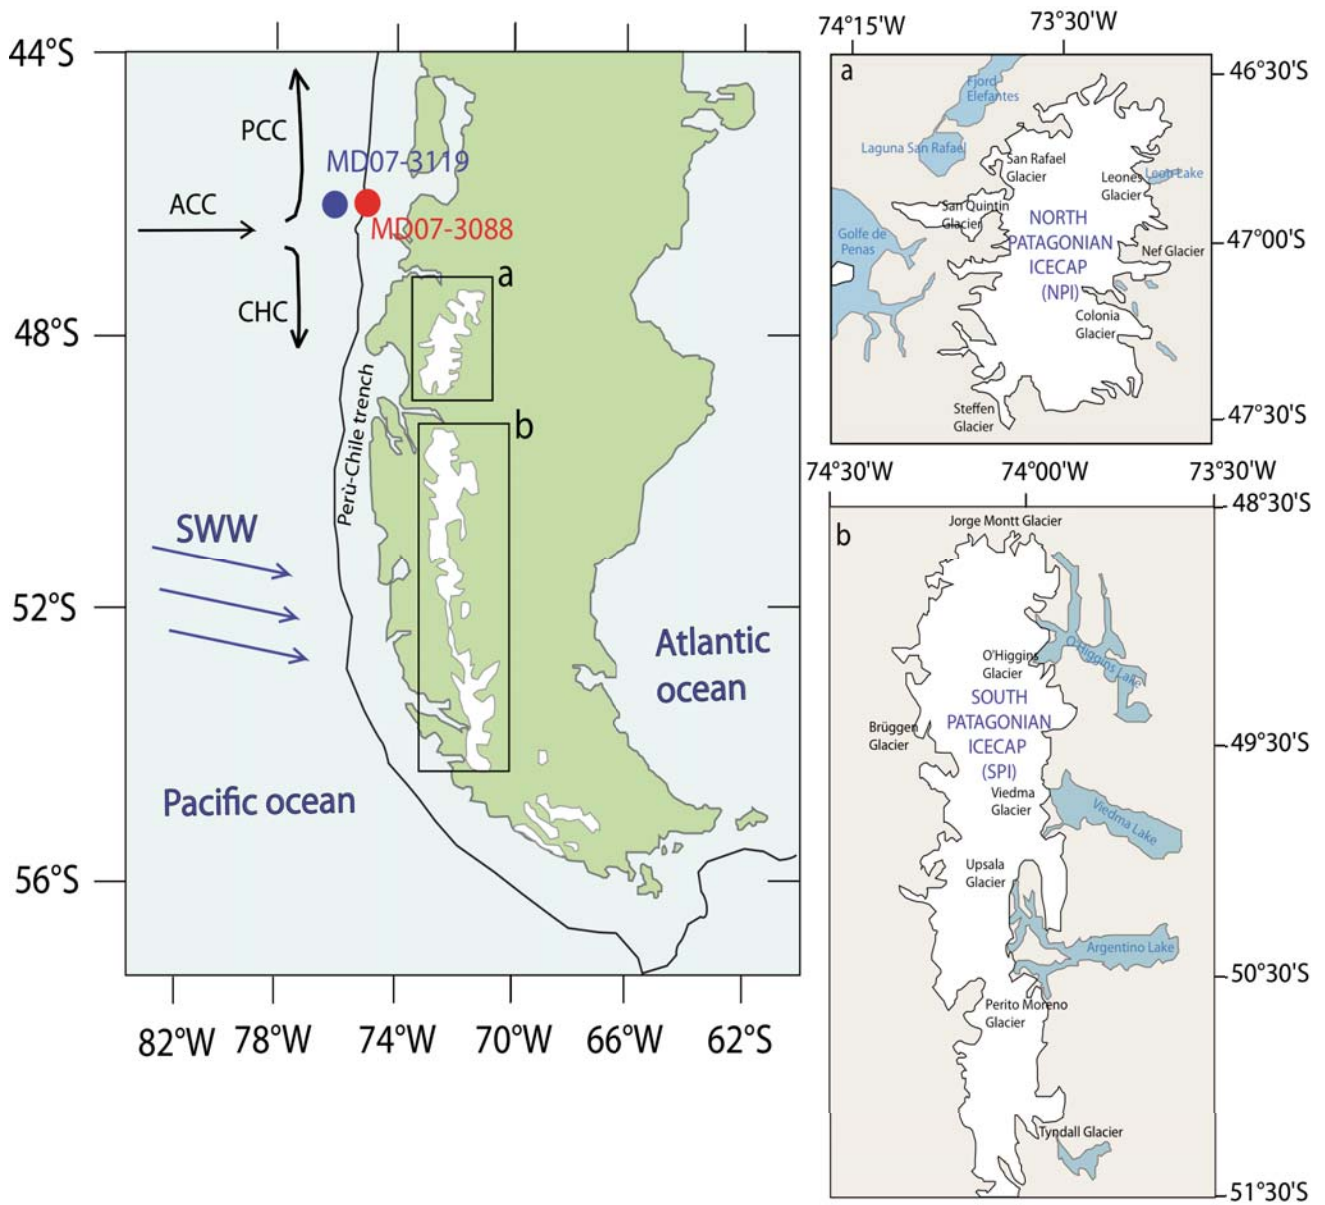 44°S
48°S
52°S
56°S
82°W
78°W
74°W
70°W
66°W
62°S
PCC
ACC
CHC
MD07-3119
MD07-3088
a
b
Perù-Chile trench
SWW
Atlantic
ocean
Pacific ocean
74°15'W
73°30'W
a
46°30'S
47°00'S
47°30'S
Fjord
Elefantes
Laguna San Rafael
San Rafael
Glacier
Leones
Glacier
San Quintin
Glacier
Golfe de
Penas
NORTH
PATAGONIAN
ICECAP
(NPI)
Nef Glacier
Colonia
Glacier
Steffen
Glacier
74°30'W
74°00'W
73°30'W
b
48°30'S
49°30'S
50°30'S
51°30'S
Jorge Montt Glacier
O'Higgins Lake
O'Higgins
Glacier
SOUTH
PATAGONIAN
ICECAP
(SPI)
Brüggen
Glacier
Viedma
Glacier
Viedma Lake
Upsala
Glacier
Argentino Lake
Perito Moreno
Glacier
Tyndall Glacier